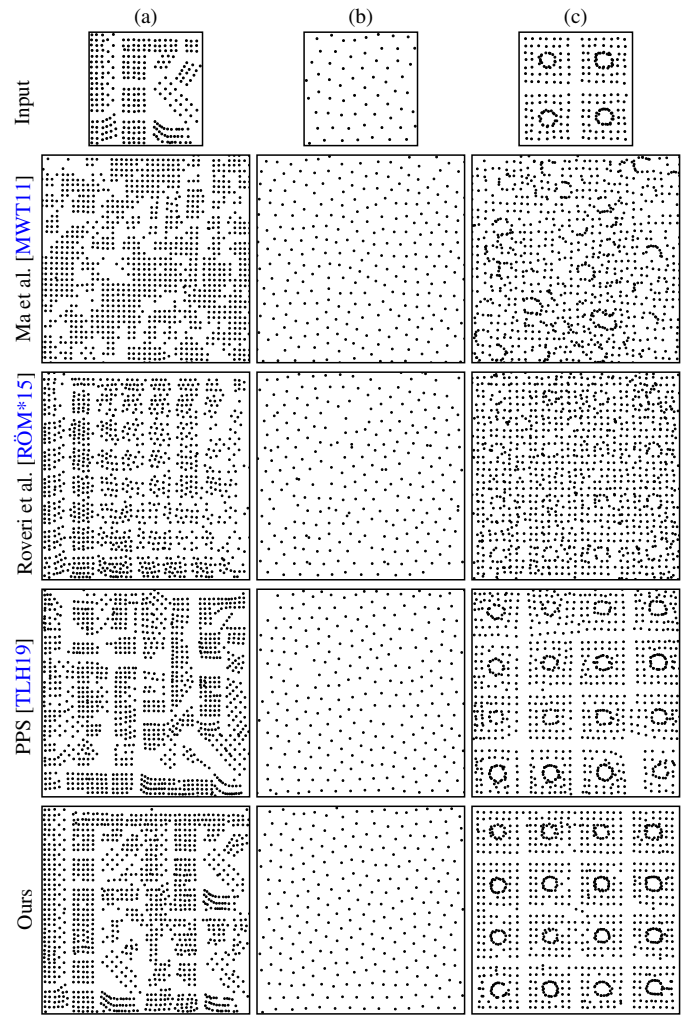 (a) (b) (c)
Input
Ma et al. [MWT11]
Roveri et al. [RÖM*15]
PPS [TLH19]
Ours